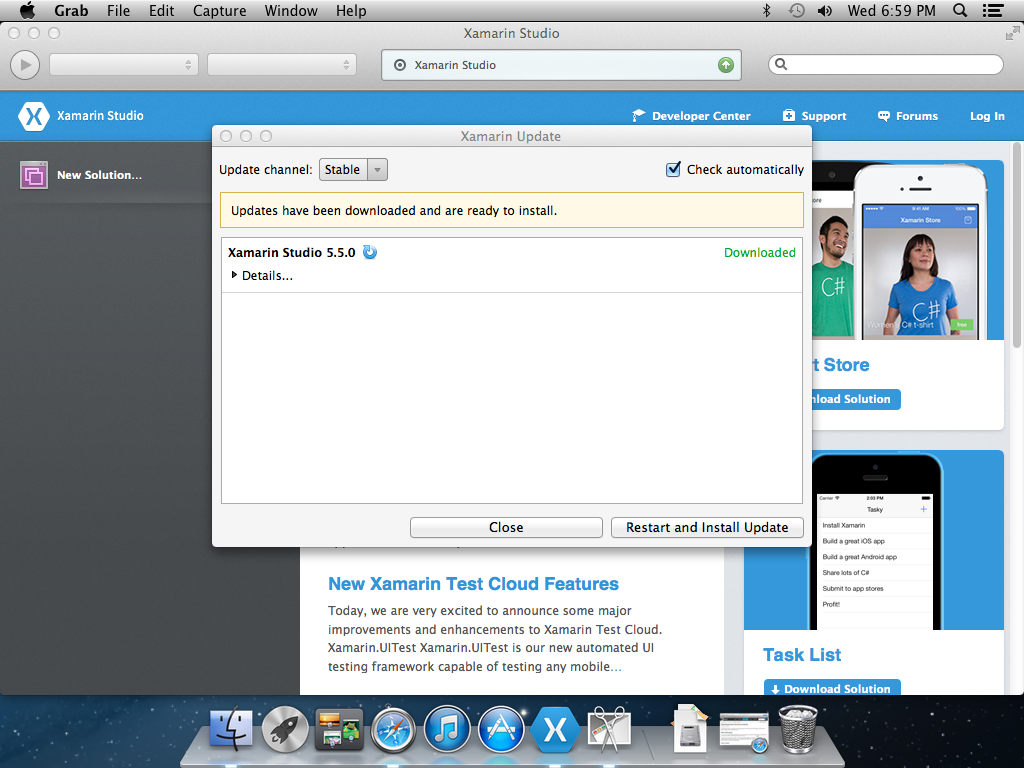 Grab File Edit Capture Window Help Wed 6:59 PM
Xamarin Studio
Xamarin Studio
Xamarin Studio Developer Center Support Forums Log In
New Solution...
Xamarin Update
Update channel: Stable Check automatically
Updates have been downloaded and are ready to install.
Xamarin Studio 5.5.0 Downloaded
Details...
Close Restart and Install Update
9:41 AM 100%
Xamarin Store
C#
C#
Women's C# t-shirt free
t Store
nload Solution
Carrier 2:03 PM
Tasky +
Install Xamarin
Build a great iOS app
Build a great Android app
Share lots of C#
Submit to app stores
Profit!
Task List
Download Solution
New Xamarin Test Cloud Features
Today, we are very excited to announce some major
improvements and enhancements to Xamarin Test Cloud.
Xamarin.UITest Xamarin.UITest is our new automated UI
testing framework capable of testing any mobile...